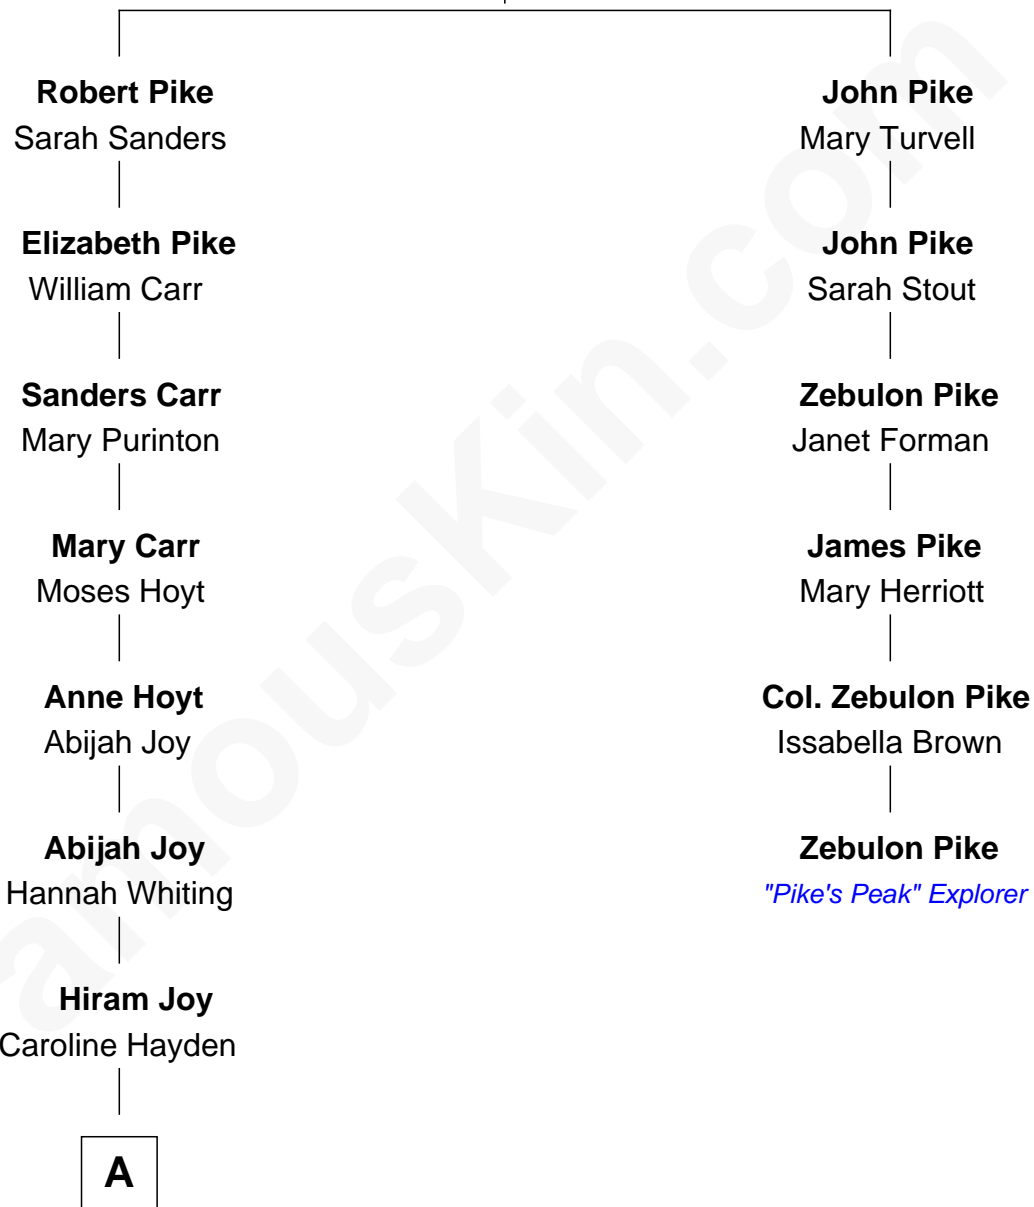 Robert Pike
Sarah Sanders
Elizabeth Pike
William Carr
Sanders Carr
Mary Purinton
Mary Carr
Moses Hoyt
Anne Hoyt
Abijah Joy
Abijah Joy
Hannah Whiting
Hiram Joy
Caroline Hayden
A
John Pike
Mary Turvell
John Pike
Sarah Stout
Zebulon Pike
Janet Forman
James Pike
Mary Herriott
Col. Zebulon Pike
Issabella Brown
Zebulon Pike
"Pike's Peak" Explorer
amouskin.com